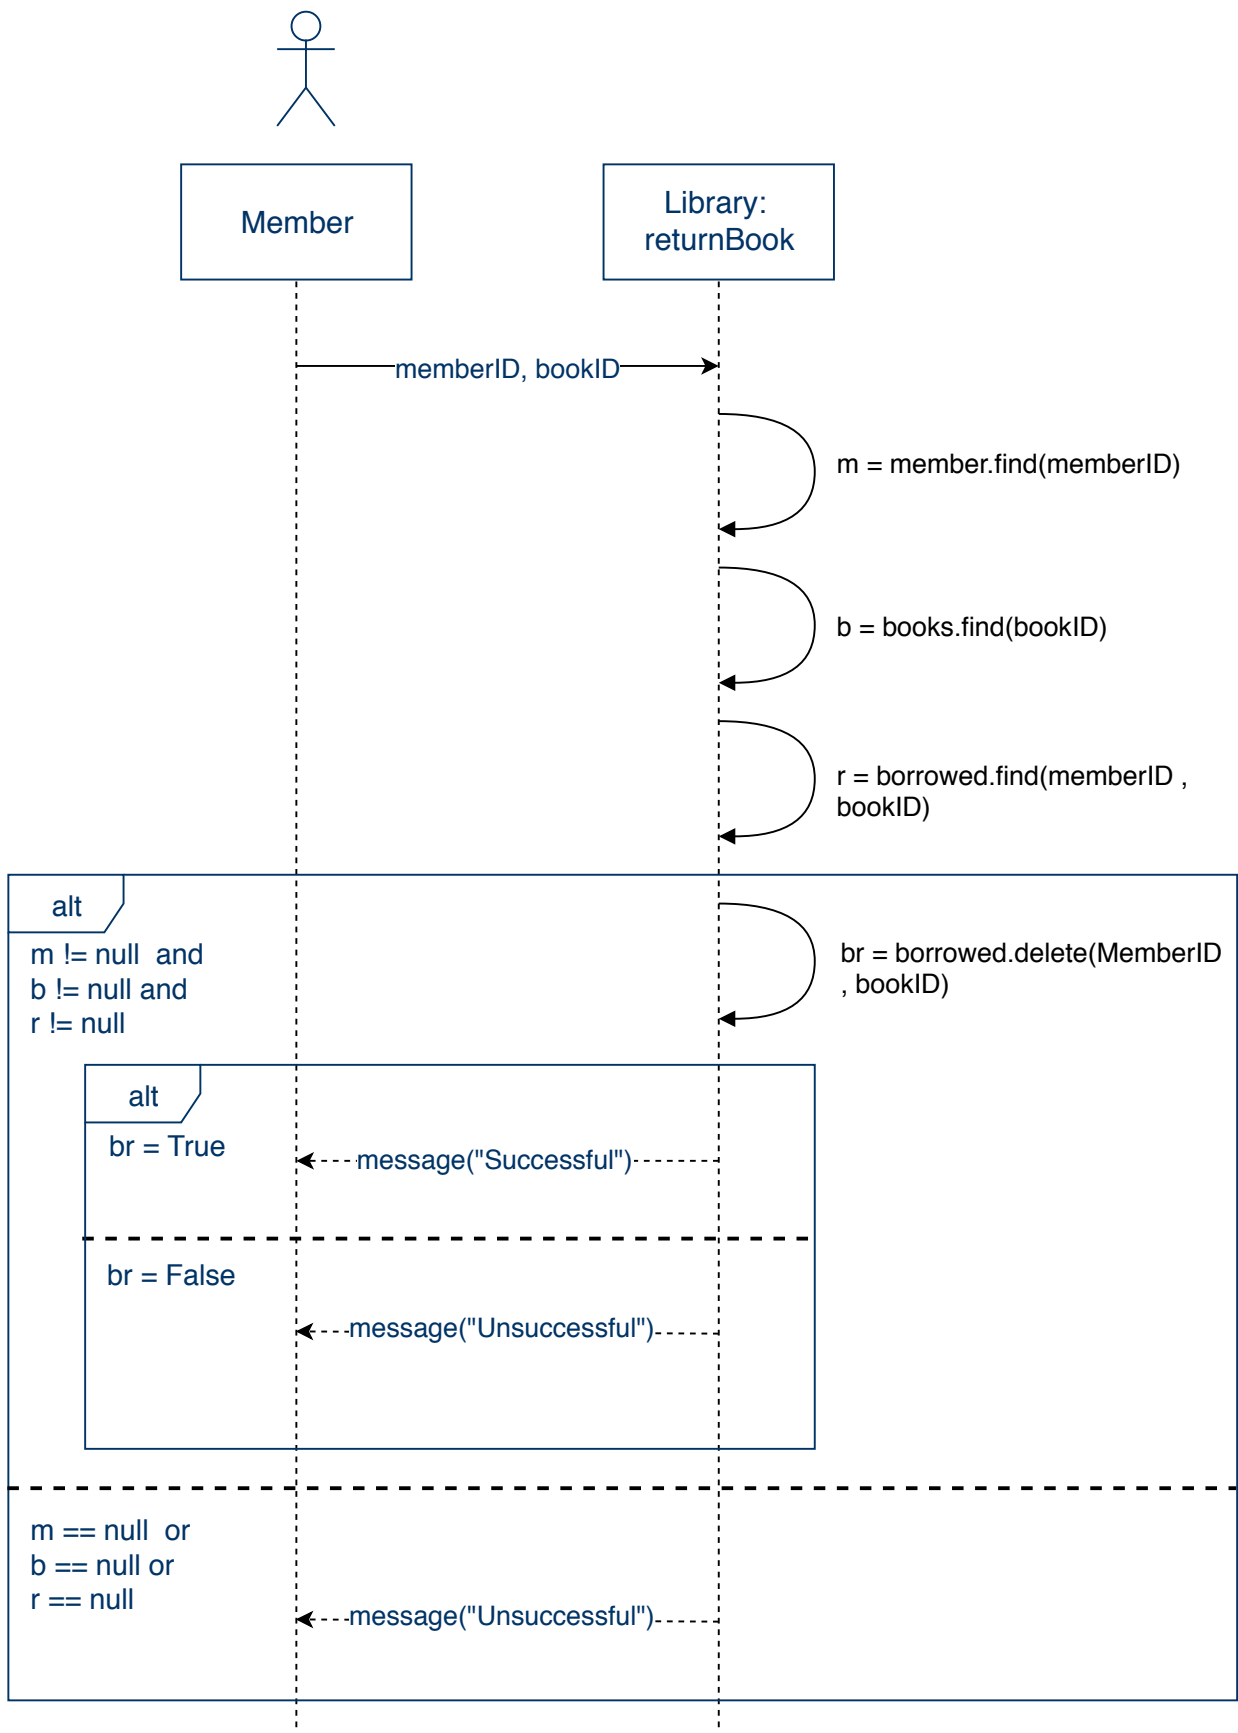 Member
Library:
returnBook
memberID, bookID
m = member.find(memberID)
b = books.find(bookID)
r = borrowed.find(memberID ,
bookID)
alt
m != null  and
b != null and
r != null
br = borrowed.delete(MemberID
, bookID)
alt
br = True
message("Successful")
br = False
message("Unsuccessful")
m == null  or
b == null or
r == null
message("Unsuccessful")